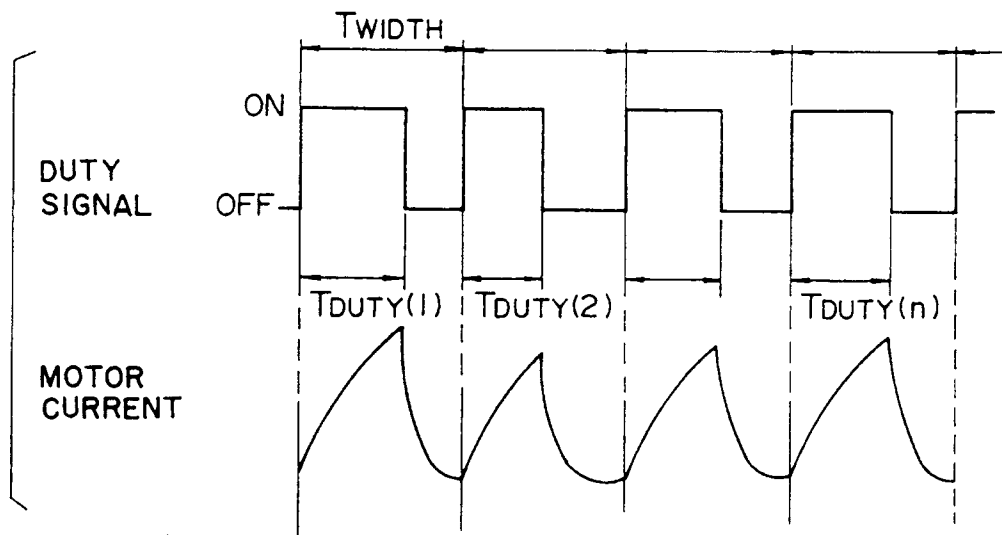 TWIDTH
ON
DUTY
SIGNAL
OFF
TDUTY(1) TDUTY(2) TDUTY(n)
MOTOR
CURRENT